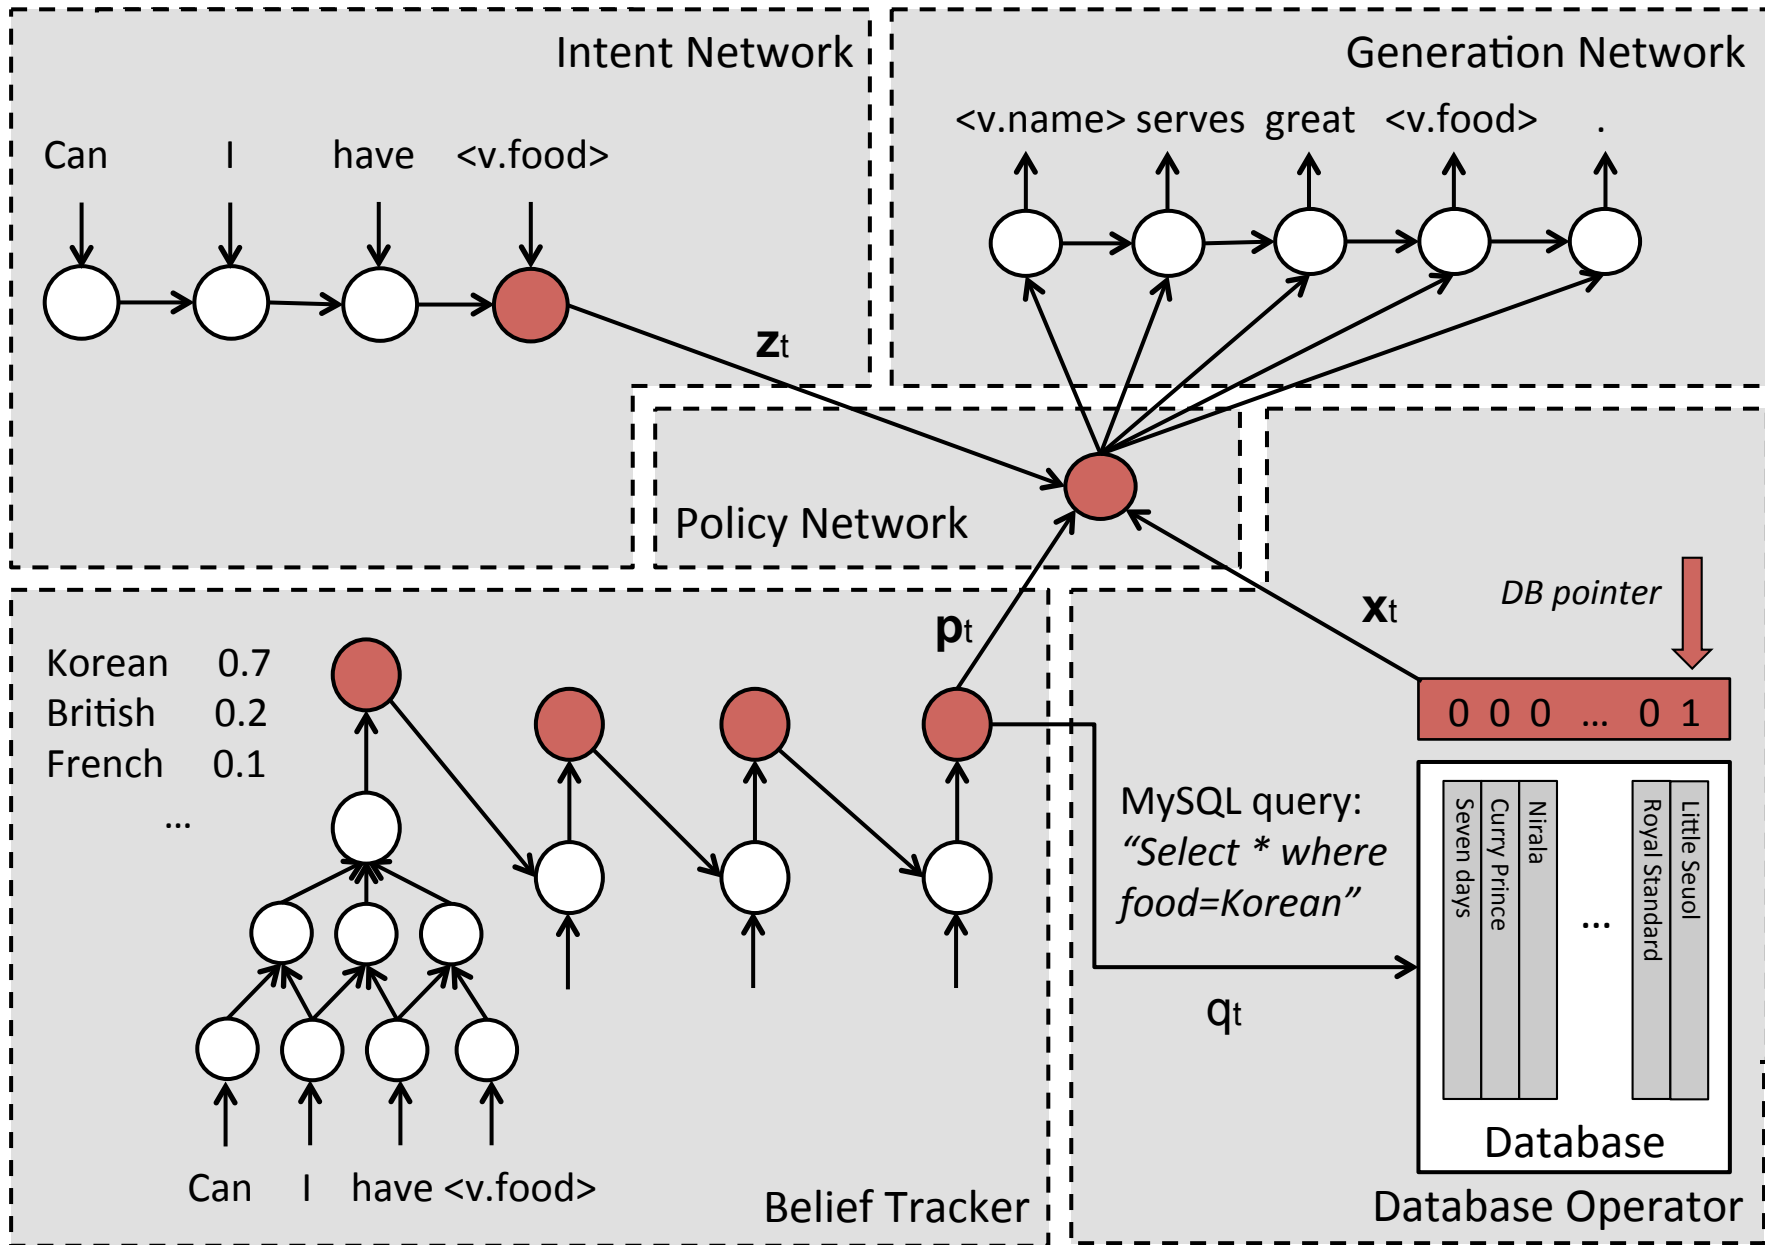 Intent Network
Can I have <v.food>
zt
Generation Network
<v.name> serves great <v.food> .
Policy Network
Korean 0.7
British 0.2
French 0.1
...
pt
Can I have <v.food>
Belief Tracker
xt
DB pointer
0 0 0 ... 0 1
MySQL query:
“Select * where
food=Korean”
qt
Seven days
Curry Prince
Nirala
...
Royal Standard
Little Seuol
Database
Database Operator